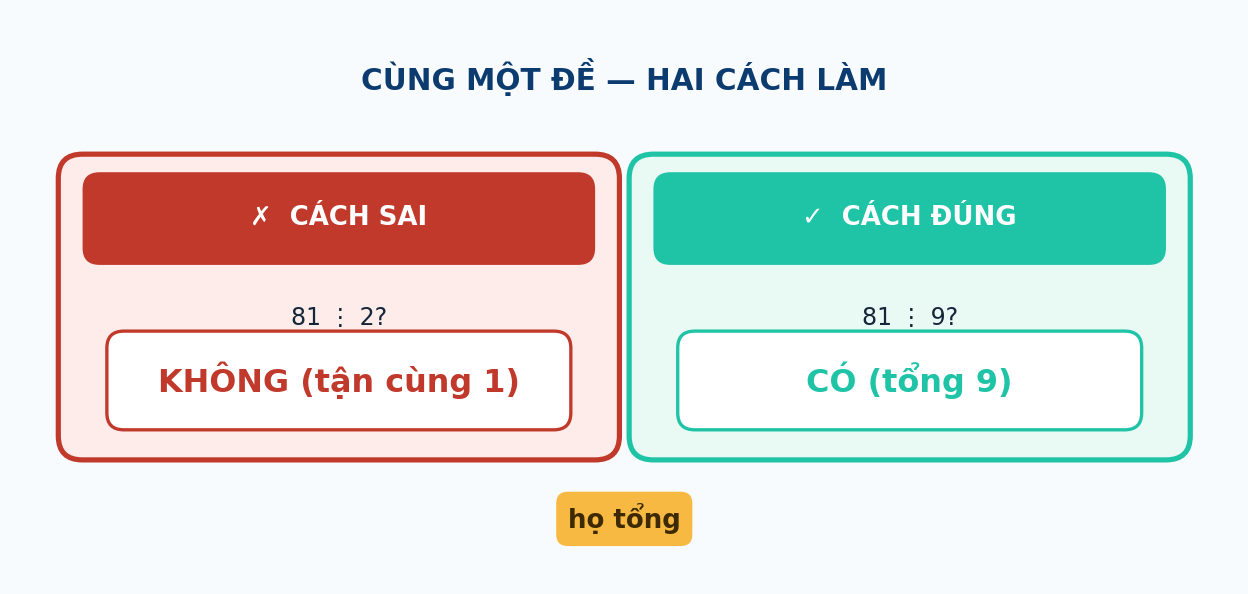 CÙNG MỘT ĐỀ — HAI CÁCH LÀM
✗ CÁCH SAI
81 ⋮ 2?
KHÔNG (tận cùng 1)
✓ CÁCH ĐÚNG
81 ⋮ 9?
CÓ (tổng 9)
họ tổng